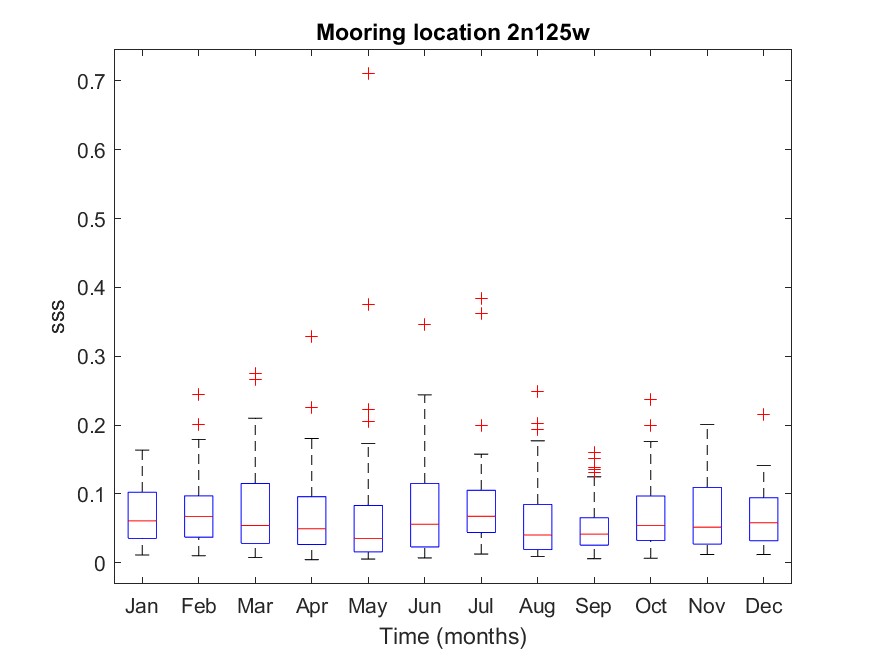 Mooring location 2n125w
0.7
0.6
0.5
0.4
0.3
0.2
0.1
0
sss
Jan Feb Mar Apr May Jun Jul Aug Sep Oct Nov Dec
Time (months)